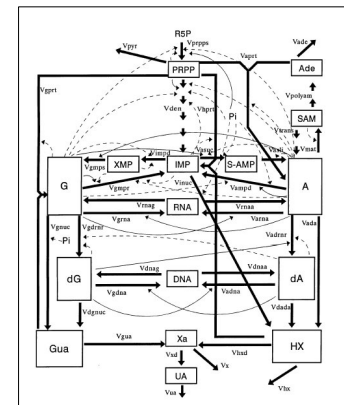 R5P
Vpyr
Vprpps
Vade
PRPP
Vaprt
Ade
Vpolyam
Vgprt
Vden
Vhprt
Pi
SAM
Vtrans
Vimpd
Vasuc
Vasli
Vmat
XMP
IMP
S-AMP
G
A
Vgmps
Vgmpr
Vinuc
Vampd
Vrnag
RNA
Vrnaa
Vgrna
Varna
Vada
Vgnuc
Vgdrnr
Vadrnr
Pi
dG
Vdnag
DNA
Vdnaa
dA
Vgdna
Vadna
Vdgnuc
Vdada
Gua
Vgua
Xa
Vhxd
HX
Vxd
Vx
UA
Vhx
Vua